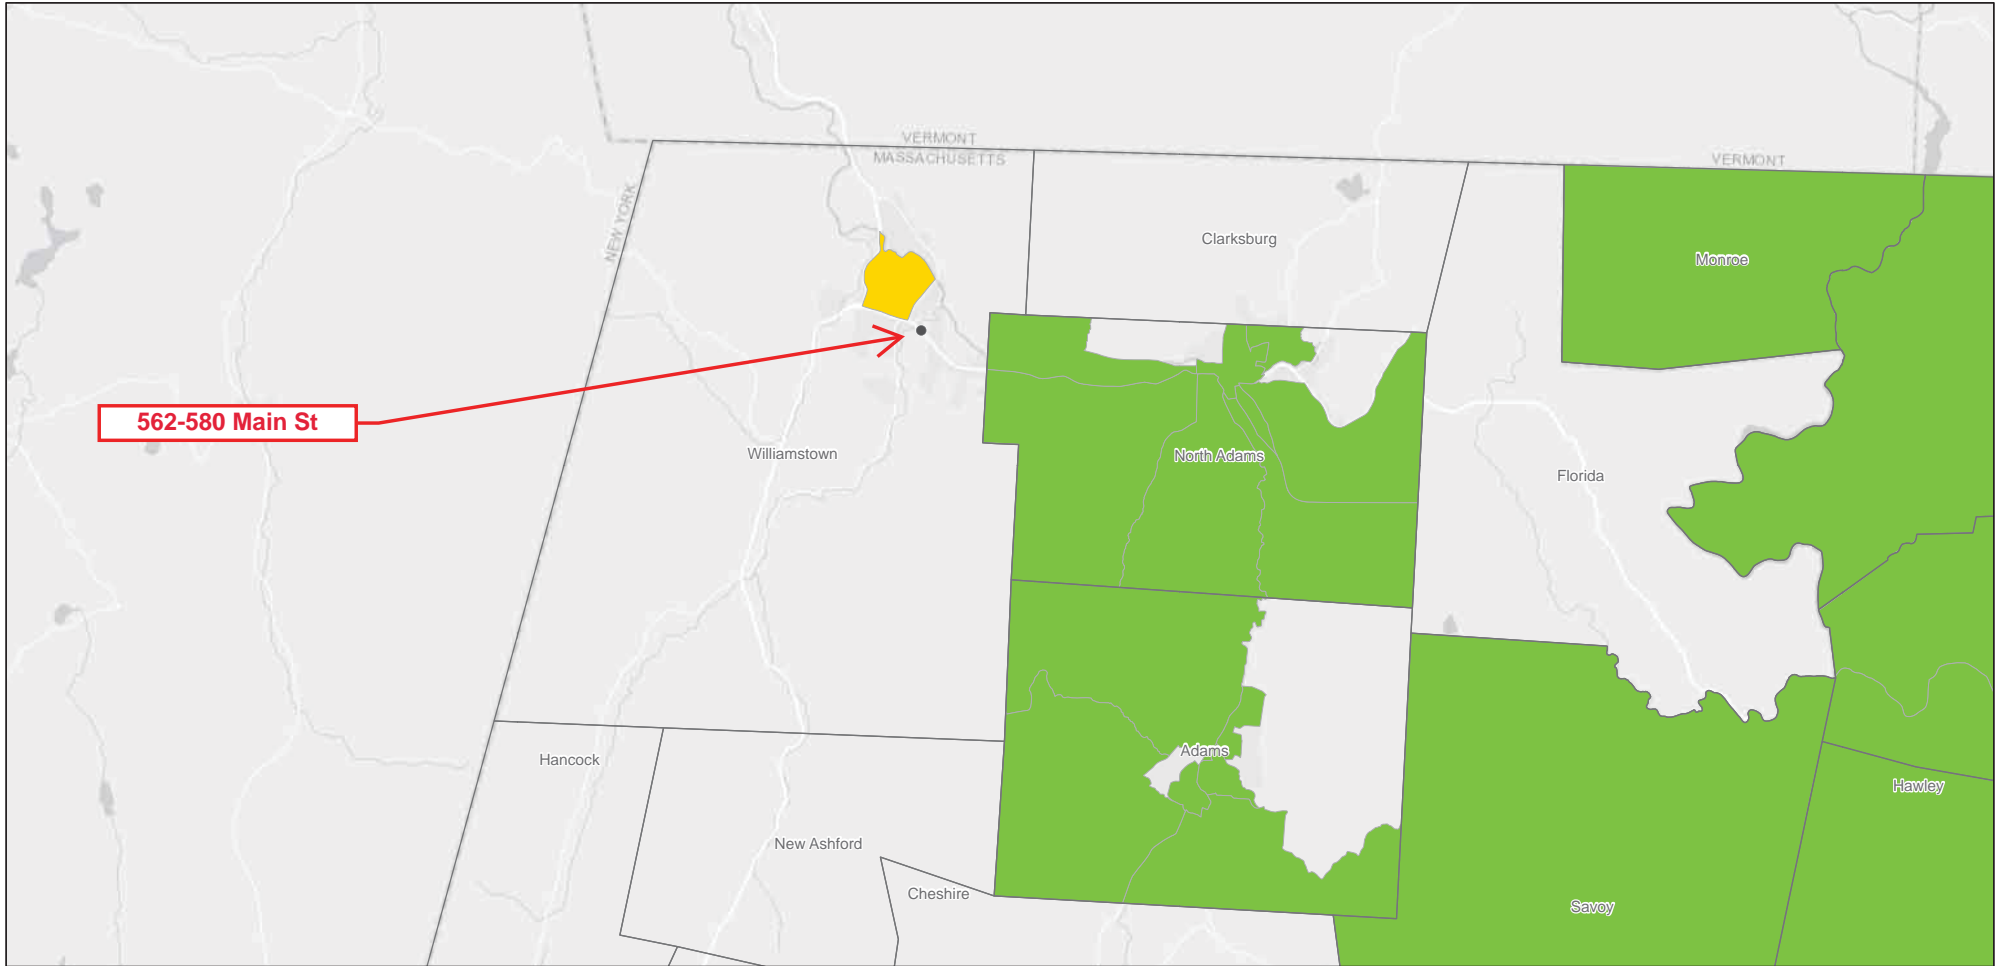 VERMONT
MASSACHUSETTS
VERMONT
NEW YORK
Clarksburg
Monroe
562-580 Main St
Williamstown
North Adams
Florida
Hancock
Adams
Hawley
New Ashford
Cheshire
Savoy